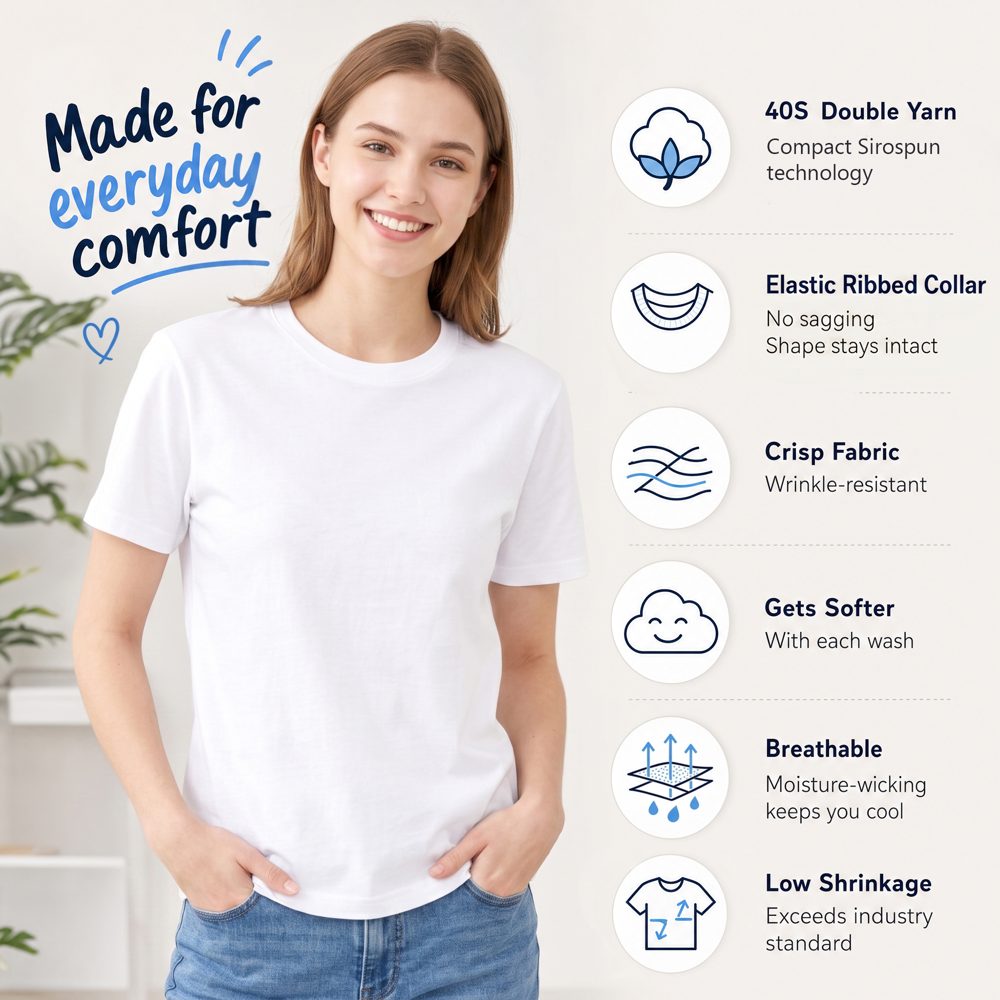 Made for
everyday
comfort
40S Double Yarn
Compact Sirospun
technology
Elastic Ribbed Collar
No sagging
Shape stays intact
Crisp Fabric
Wrinkle-resistant
Gets Softer
With each wash
Breathable
Moisture-wicking
keeps you cool
Low Shrinkage
Exceeds industry
standard